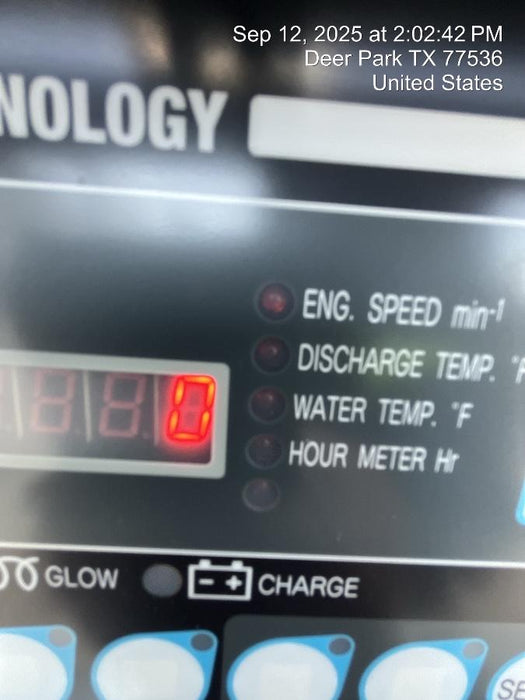 Sep 12, 2025 at 2:02:42 PM
Deer Park TX 77536
United States
NOLOGY
ENG. SPEED min-1
DISCHARGE TEMP. °F
WATER TEMP. °F
0
HOUR METER Hr
GLOW
- +
CHARGE
SE